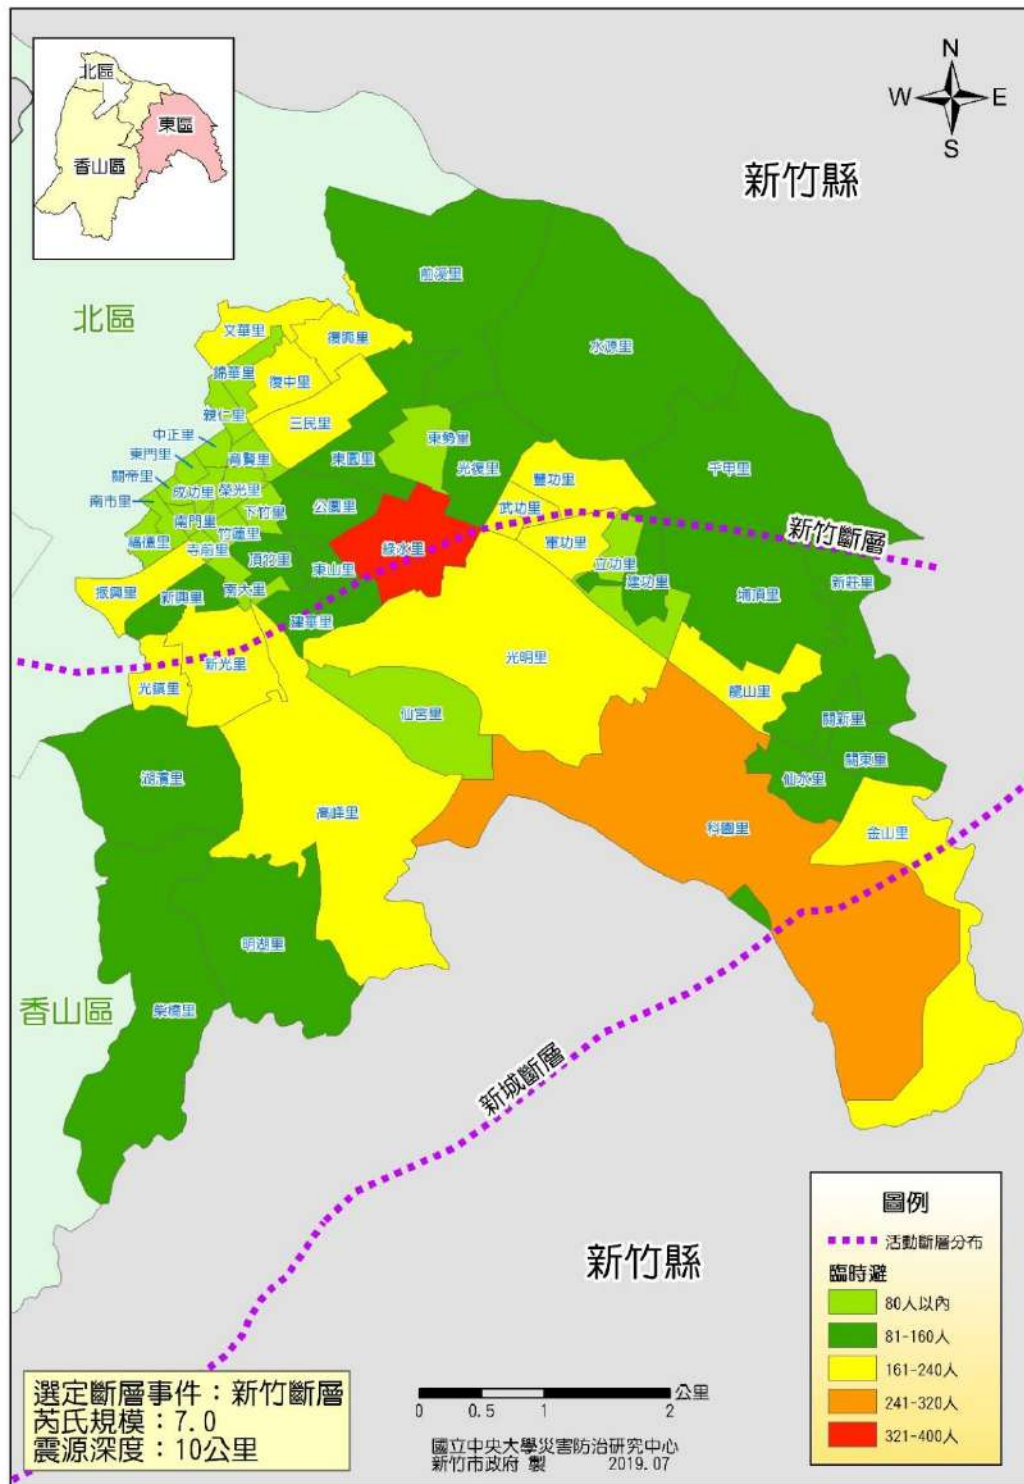 N
W
E
S
北區
東區
香山區
新竹縣
北區
前溪里
水源里
文華里
復興里
錦華里
復中里
親仁里
三民里
中正里
東勢里
東門里
育賢里
東園里
光復里
千甲里
關帝里
成功里
榮光里
豐功里
南市里
公園里
武功里
下竹里
南門里
新竹斷層
福德里
竹蓮里
軍功里
寺前里
綠水里
頂竹里
立功里
振興里
新興里
南大里
東山里
建功里
埔頂里
新莊里
建華里
新光里
光明里
光鎮里
龍山里
仙宮里
關新里
湖濱里
仙水里
關東里
高峰里
科園里
金山里
明湖里
香山區
柴橋里
新城斷層
新竹縣
圖例
活動斷層分布
臨時避
80人以內
81-160人
161-240人
241-320人
321-400人
選定斷層事件：新竹斷層
芮氏規模：7.0
震源深度：10公里
公里
0 0.5 1 2
國立中央大學災害防治研究中心
新竹市政府 製 2019.07